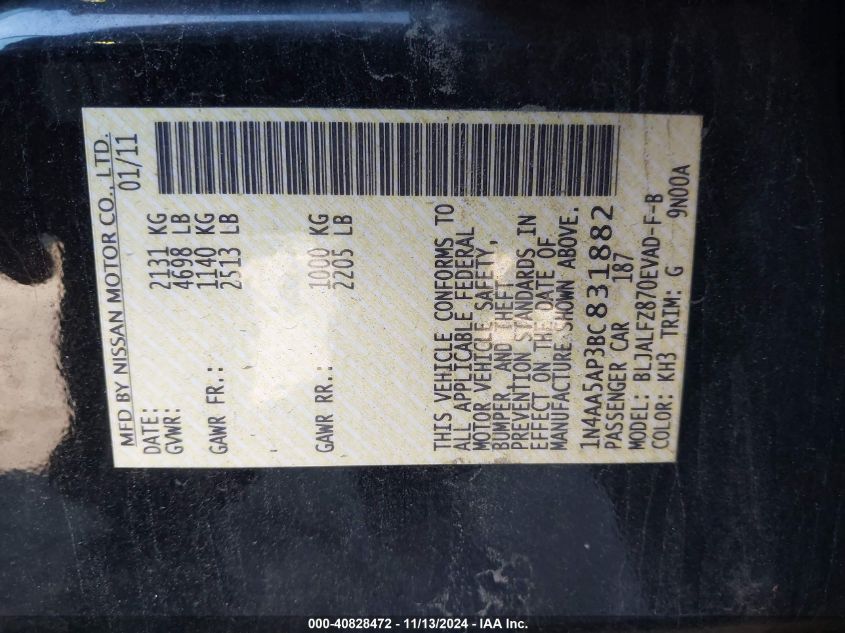 MFD BY NISSAN MOTOR CO., LTD.
DATE: 01/11
GVWR: 2131 KG
4698 LB
GAWR FR.: 1140 KG
2513 LB
GAWR RR.: 1000 KG
2205 LB
THIS VEHICLE CONFORMS TO
ALL APPLICABLE FEDERAL
MOTOR VEHICLE SAFETY,
BUMPER, AND THEFT
PREVENTION STANDARDS IN
EFFECT ON THE DATE OF
MANUFACTURE SHOWN ABOVE.
1N4AA5AP3BC831882
PASSENGER CAR 187
MODEL: BLJALFZ870EVAD-F-B
COLOR: KH3 TRIM: G 9N00A
000-40828472 - 11/13/2024 - IAA Inc.